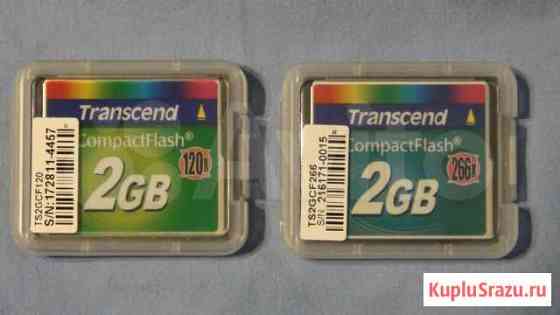 Transcend
CompactFlash®
120X
2GB
TS2GCF120
S/N:172811-4457
Transcend
CompactFlash®
266X
2GB
TS2GCF266
S/N: 216171-0015
KupluSrazu.ru